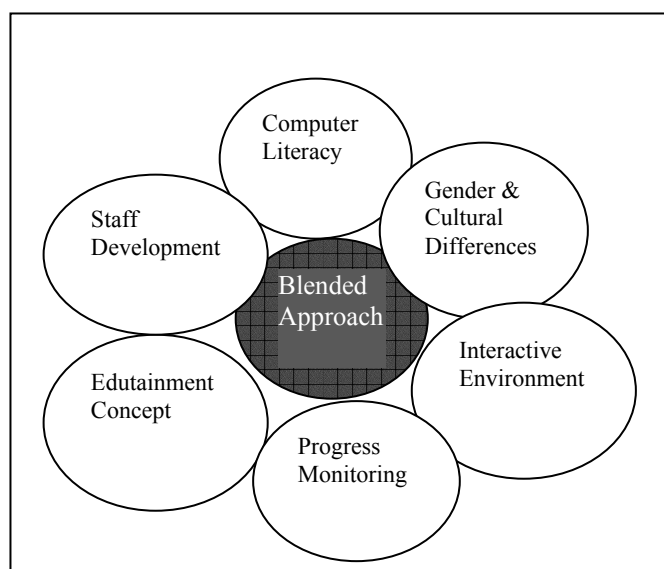 Computer
Literacy
Gender &
Cultural
Differences
Staff
Development
Blended
Approach
Interactive
Environment
Edutainment
Concept
Progress
Monitoring